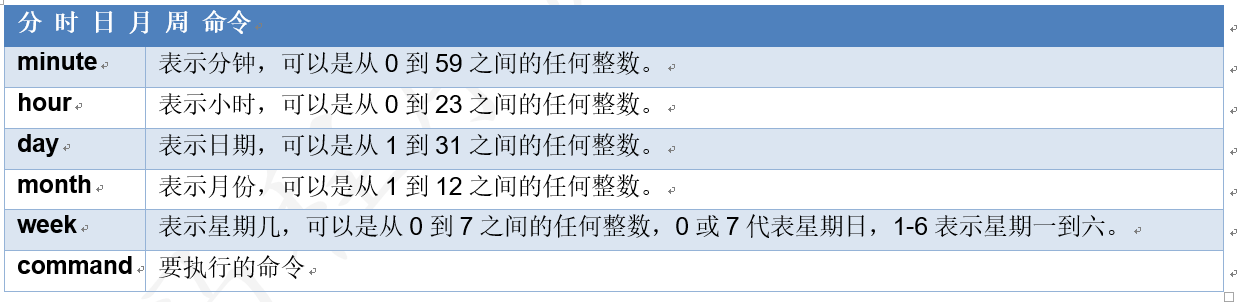 分 时 日 月 周 命令
minute 表示分钟，可以是从 0 到 59 之间的任何整数。
hour 表示小时，可以是从 0 到 23 之间的任何整数。
day 表示日期，可以是从 1 到 31 之间的任何整数。
month 表示月份，可以是从 1 到 12 之间的任何整数。
week 表示星期几，可以是从 0 到 7 之间的任何整数，0 或 7 代表星期日，1-6 表示星期一到六。
command 要执行的命令